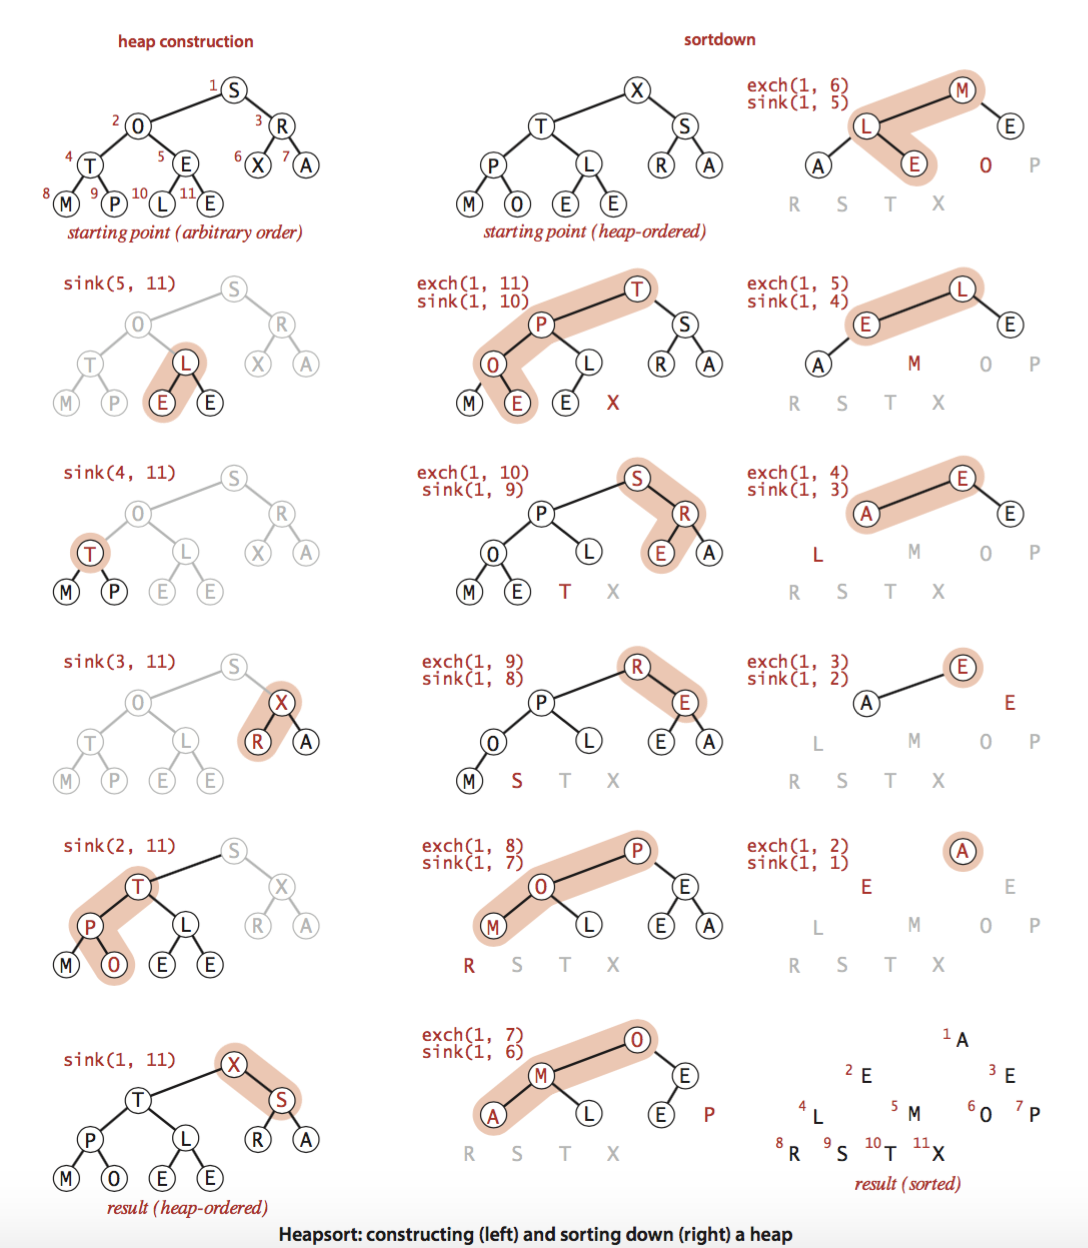 heap construction
1 S
2 O 3 R
4 T 5 E 6 X 7 A
8 M 9 P 10 L 11 E
starting point (arbitrary order)
sink(5, 11)
S
O R
T L X A
M P E E
sink(4, 11)
S
O R
T L X A
M P E E
sink(3, 11)
S
O X
T L R A
M P E E
sink(2, 11)
S
T X
P L R A
M O E E
sink(1, 11)
X
T S
P L R A
M O E E
result (heap-ordered)
sortdown
X
T S
P L R A
M O E E
starting point (heap-ordered)
exch(1, 11)
sink(1, 10)
T
P S
O L R A
M E E X
exch(1, 10)
sink(1, 9)
S
P R
O L E A
M E T X
exch(1, 9)
sink(1, 8)
R
P E
O L E A
M S T X
exch(1, 8)
sink(1, 7)
P
O E
M L E A
R S T X
exch(1, 7)
sink(1, 6)
O
M E
A L E P
R S T X
exch(1, 6)
sink(1, 5)
M
L E
A E O P
R S T X
exch(1, 5)
sink(1, 4)
L
E E
A M O P
R S T X
exch(1, 4)
sink(1, 3)
E
A E
L M O P
R S T X
exch(1, 3)
sink(1, 2)
E
A E
L M O P
R S T X
exch(1, 2)
sink(1, 1)
A
E E
L M O P
R S T X
1 A
2 E 3 E
4 L 5 M 6 O 7 P
8 R 9 S 10 T 11 X
result (sorted)
Heapsort: constructing (left) and sorting down (right) a heap